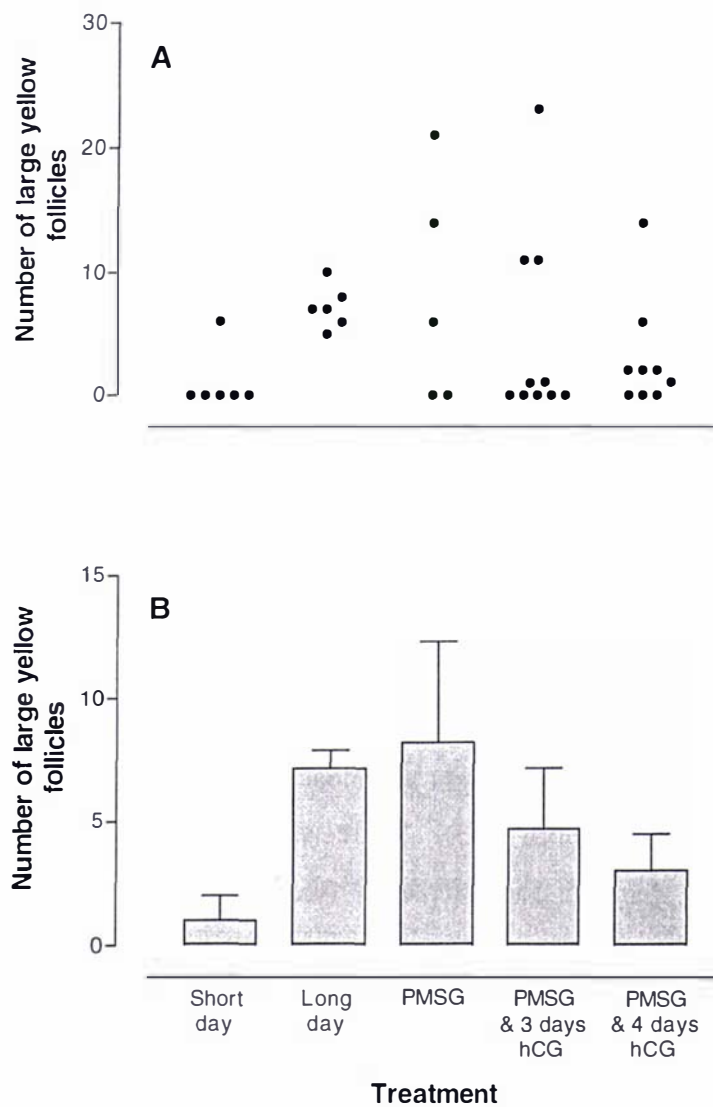 A
Number of large yellow
follicles
30
20
10
0
B
Number of large yellow
follicles
15
10
5
0
Short
day
Long
day
PMSG
PMSG
& 3 days
hCG
PMSG
& 4 days
hCG
Treatment